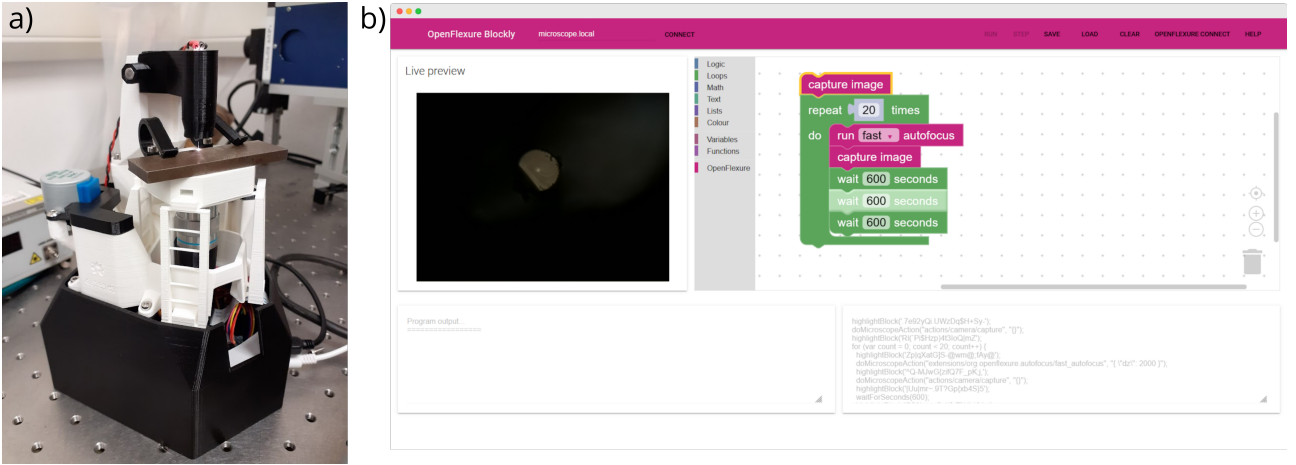 a)
b)
OpenFlexure Blockly
microscope.local
CONNECT
RUN
STEP
SAVE
LOAD
CLEAR
OPENFLEXURE CONNECT
HELP
Live preview
Logic
Loops
Math
Text
Lists
Colour
Variables
Functions
OpenFlexure
capture image
repeat 20 times
do run fast autofocus
capture image
wait 600 seconds
wait 600 seconds
wait 600 seconds
Program output.
================
doMicroscopeAction("actions/camera/capture", "{}");
for (var count = 0; count < 20; count++) {
doMicroscopeAction("extensions/org.openflexure.autofocus/fast_autofocus", "{ \"dz\": 2000 }");
doMicroscopeAction("actions/camera/capture", "{}");
waitForSeconds(600);